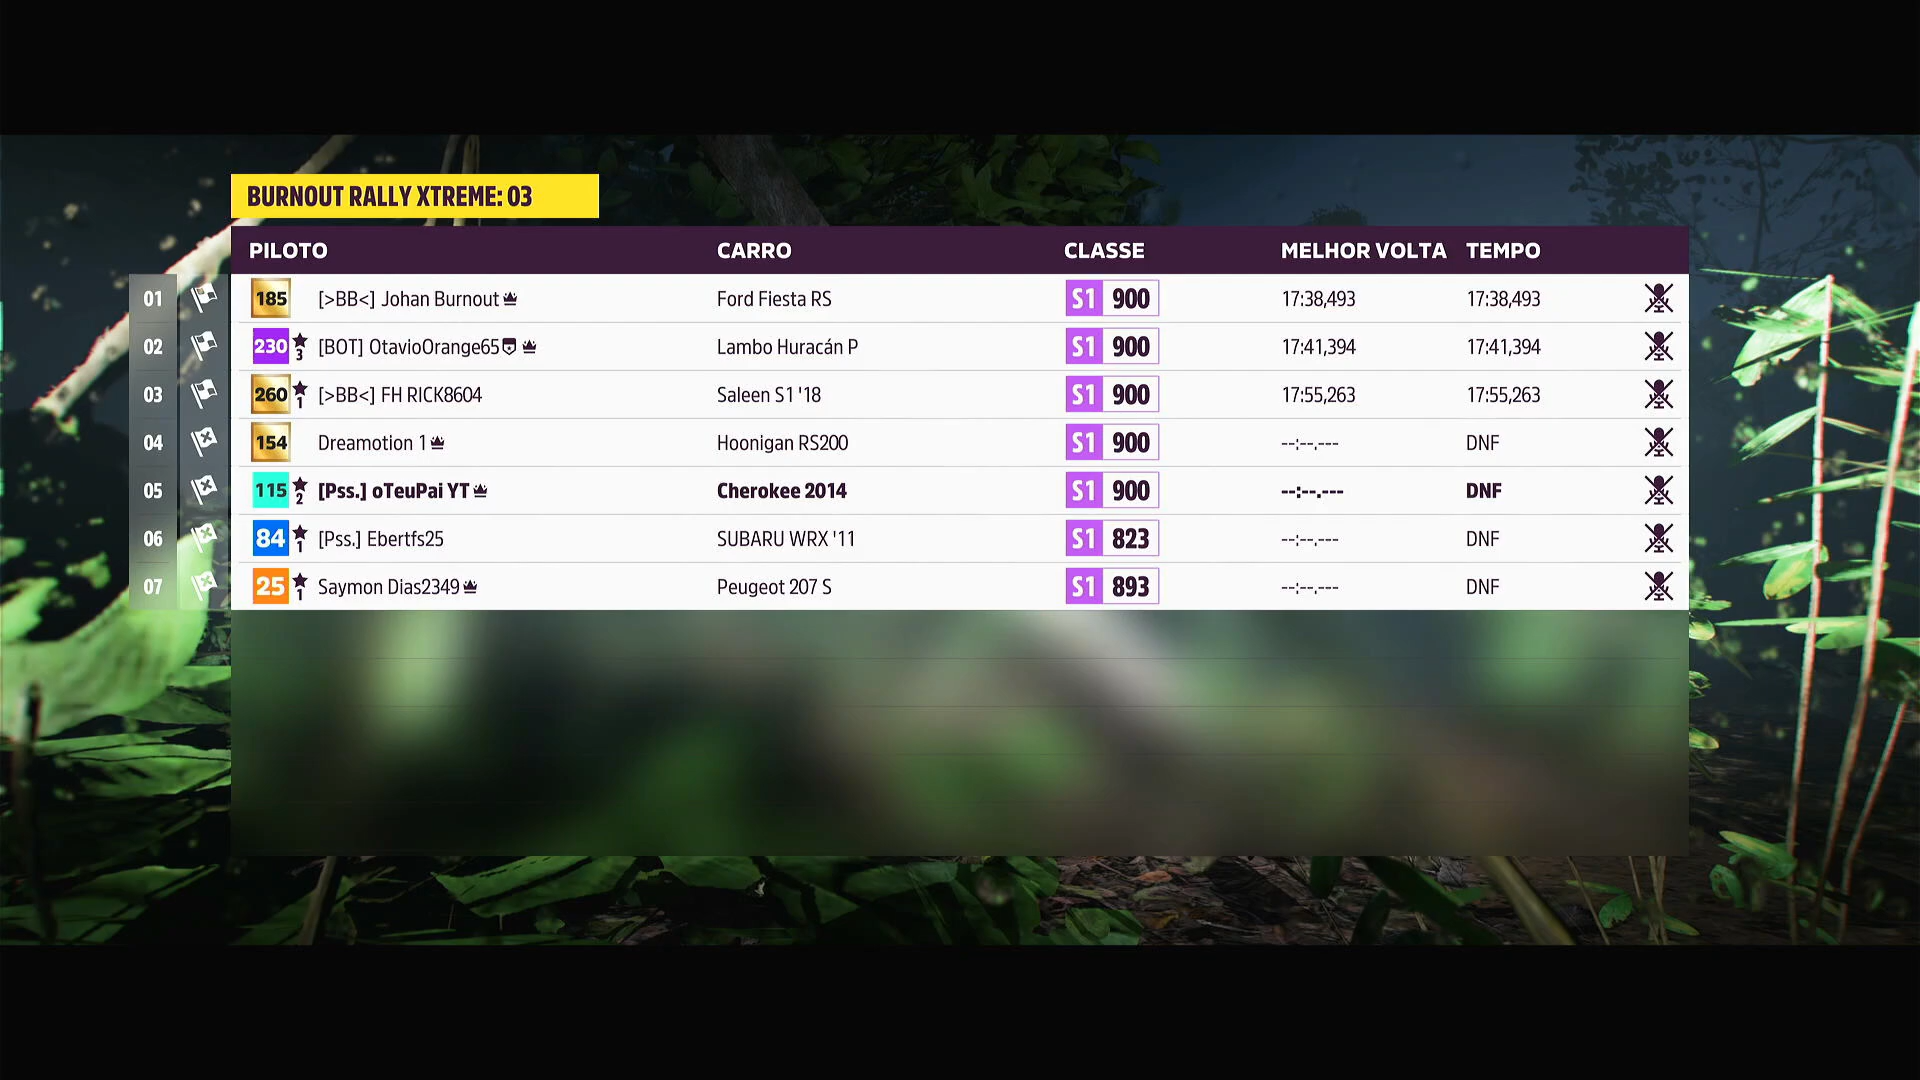 BURNOUT RALLY XTREME: 03
PILOTO CARRO CLASSE MELHOR VOLTA TEMPO
01 185 [>BB<] Johan Burnout Ford Fiesta RS S1 900 17:38,493 17:38,493
02 230 3 [BOT] OtavioOrange65 Lambo Huracán P S1 900 17:41,394 17:41,394
03 260 1 [>BB<] FH RICK8604 Saleen S1 '18 S1 900 17:55,263 17:55,263
04 154 Dreamotion 1 Hoonigan RS200 S1 900 --:--.--- DNF
05 115 2 [Pss.] oTeuPai YT Cherokee 2014 S1 900 --:--.--- DNF
06 84 1 [Pss.] Ebertfs25 SUBARU WRX '11 S1 823 --:--.--- DNF
07 25 1 Saymon Dias2349 Peugeot 207 S S1 893 --:--.--- DNF